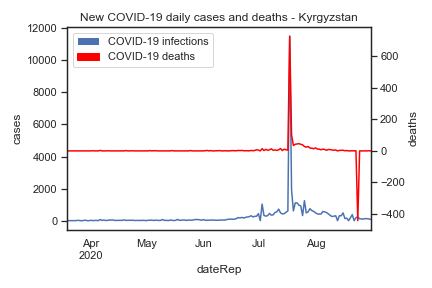 New COVID-19 daily cases and deaths - Kyrgyzstan
12000
10000
8000
6000
4000
2000
0
cases
COVID-19 infections
COVID-19 deaths
600
400
200
0
−200
−400
deaths
Apr
2020
May
Jun
Jul
Aug
dateRep